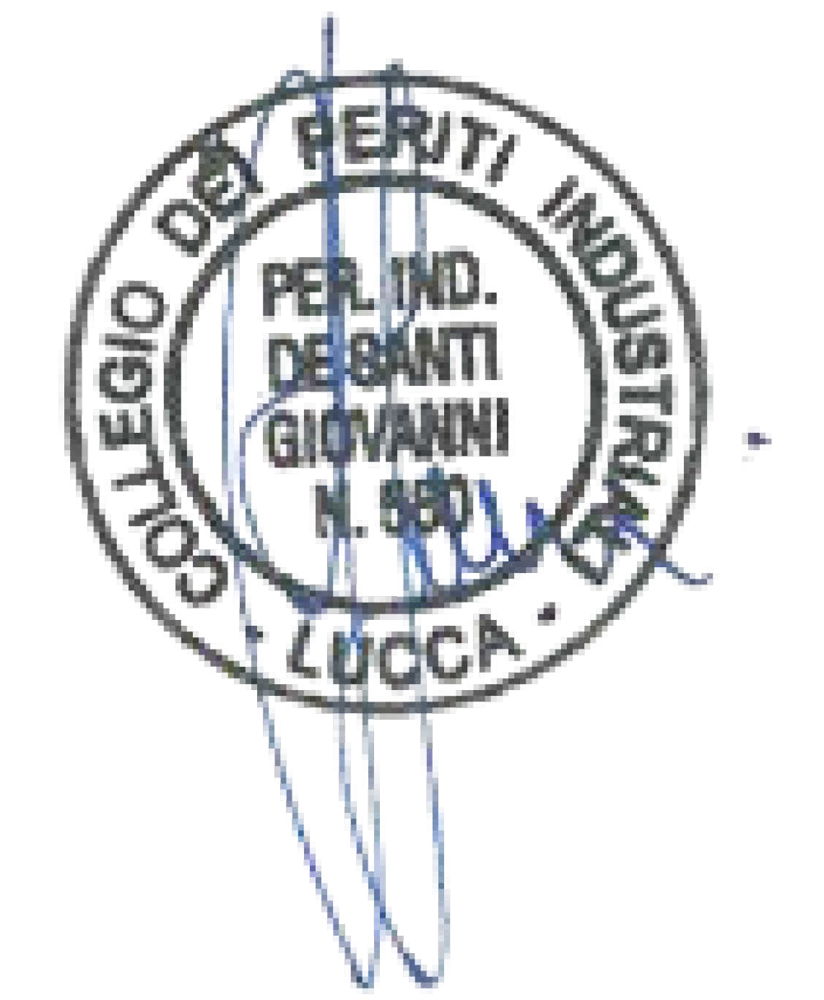 COLLEGIO DEI PERITI INDUSTRIALI
PER. IND.
DE SANTI
GIOVANNI
N.
• LUCCA •